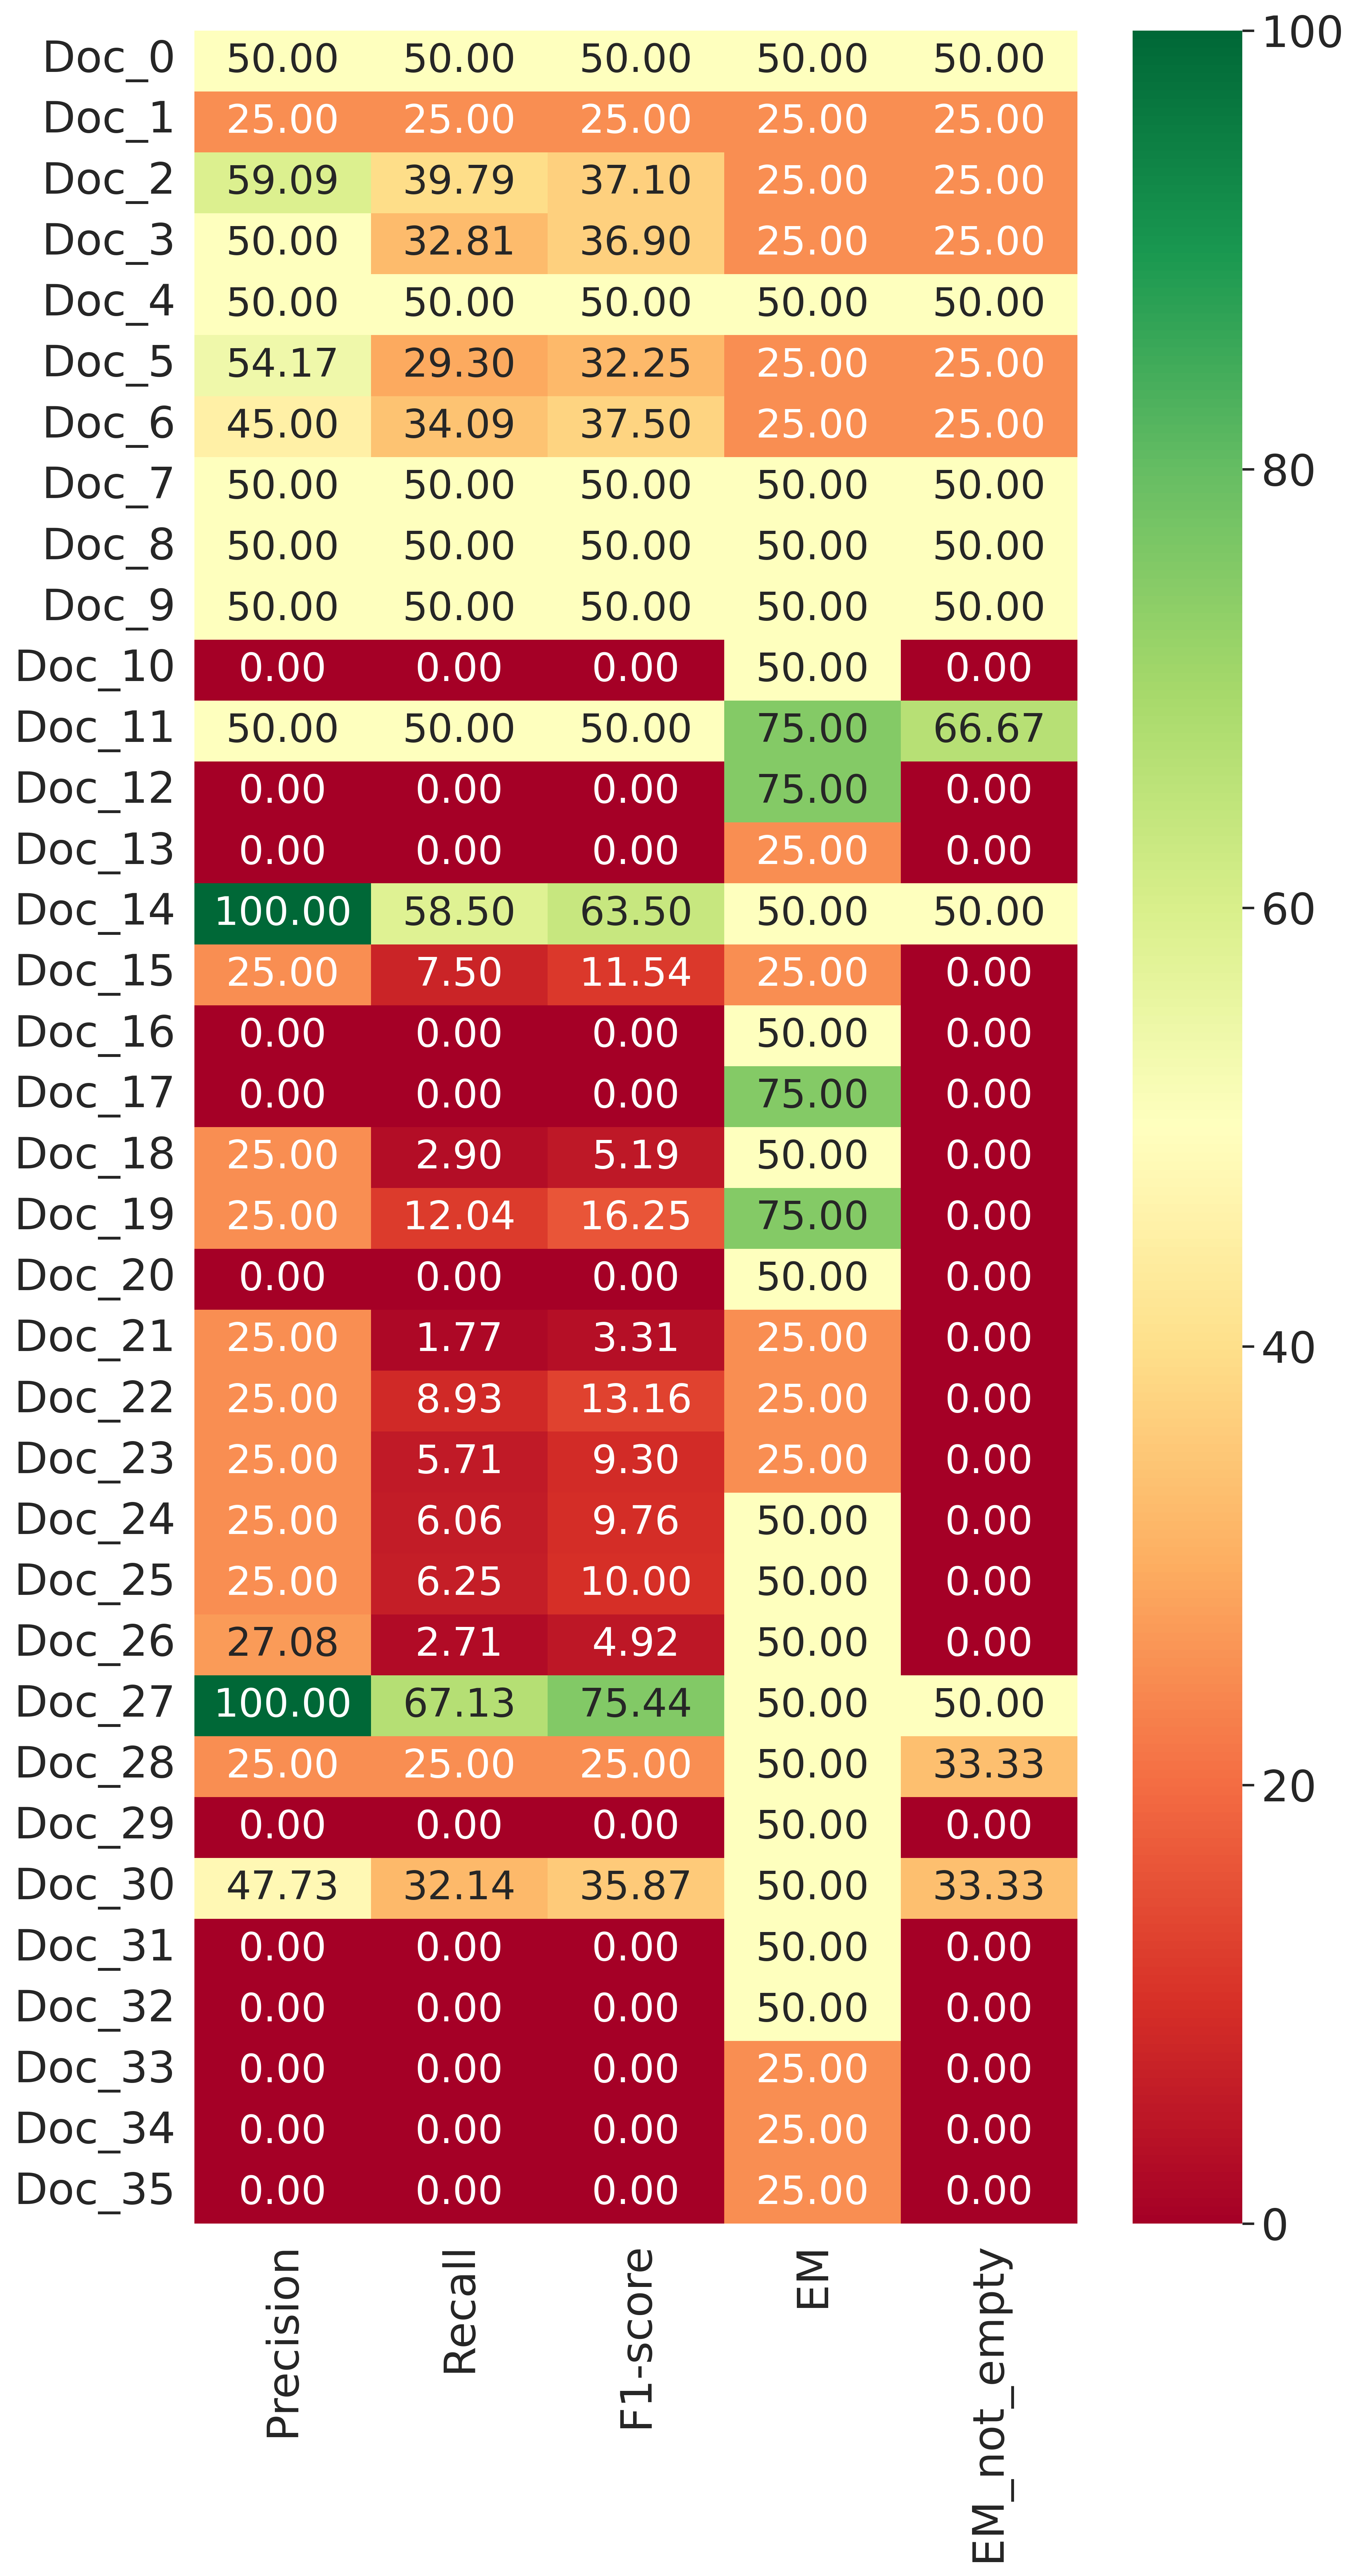 Doc_0 50.00 50.00 50.00 50.00 50.00
Doc_1 25.00 25.00 25.00 25.00 25.00
Doc_2 59.09 39.79 37.10 25.00 25.00
Doc_3 50.00 32.81 36.90 25.00 25.00
Doc_4 50.00 50.00 50.00 50.00 50.00
Doc_5 54.17 29.30 32.25 25.00 25.00
Doc_6 45.00 34.09 37.50 25.00 25.00
Doc_7 50.00 50.00 50.00 50.00 50.00
Doc_8 50.00 50.00 50.00 50.00 50.00
Doc_9 50.00 50.00 50.00 50.00 50.00
Doc_10 0.00 0.00 0.00 50.00 0.00
Doc_11 50.00 50.00 50.00 75.00 66.67
Doc_12 0.00 0.00 0.00 75.00 0.00
Doc_13 0.00 0.00 0.00 25.00 0.00
Doc_14 100.00 58.50 63.50 50.00 50.00
Doc_15 25.00 7.50 11.54 25.00 0.00
Doc_16 0.00 0.00 0.00 50.00 0.00
Doc_17 0.00 0.00 0.00 75.00 0.00
Doc_18 25.00 2.90 5.19 50.00 0.00
Doc_19 25.00 12.04 16.25 75.00 0.00
Doc_20 0.00 0.00 0.00 50.00 0.00
Doc_21 25.00 1.77 3.31 25.00 0.00
Doc_22 25.00 8.93 13.16 25.00 0.00
Doc_23 25.00 5.71 9.30 25.00 0.00
Doc_24 25.00 6.06 9.76 50.00 0.00
Doc_25 25.00 6.25 10.00 50.00 0.00
Doc_26 27.08 2.71 4.92 50.00 0.00
Doc_27 100.00 67.13 75.44 50.00 50.00
Doc_28 25.00 25.00 25.00 50.00 33.33
Doc_29 0.00 0.00 0.00 50.00 0.00
Doc_30 47.73 32.14 35.87 50.00 33.33
Doc_31 0.00 0.00 0.00 50.00 0.00
Doc_32 0.00 0.00 0.00 50.00 0.00
Doc_33 0.00 0.00 0.00 25.00 0.00
Doc_34 0.00 0.00 0.00 25.00 0.00
Doc_35 0.00 0.00 0.00 25.00 0.00
Precision
Recall
F1-score
EM
EM_not_empty
100
80
60
40
20
0